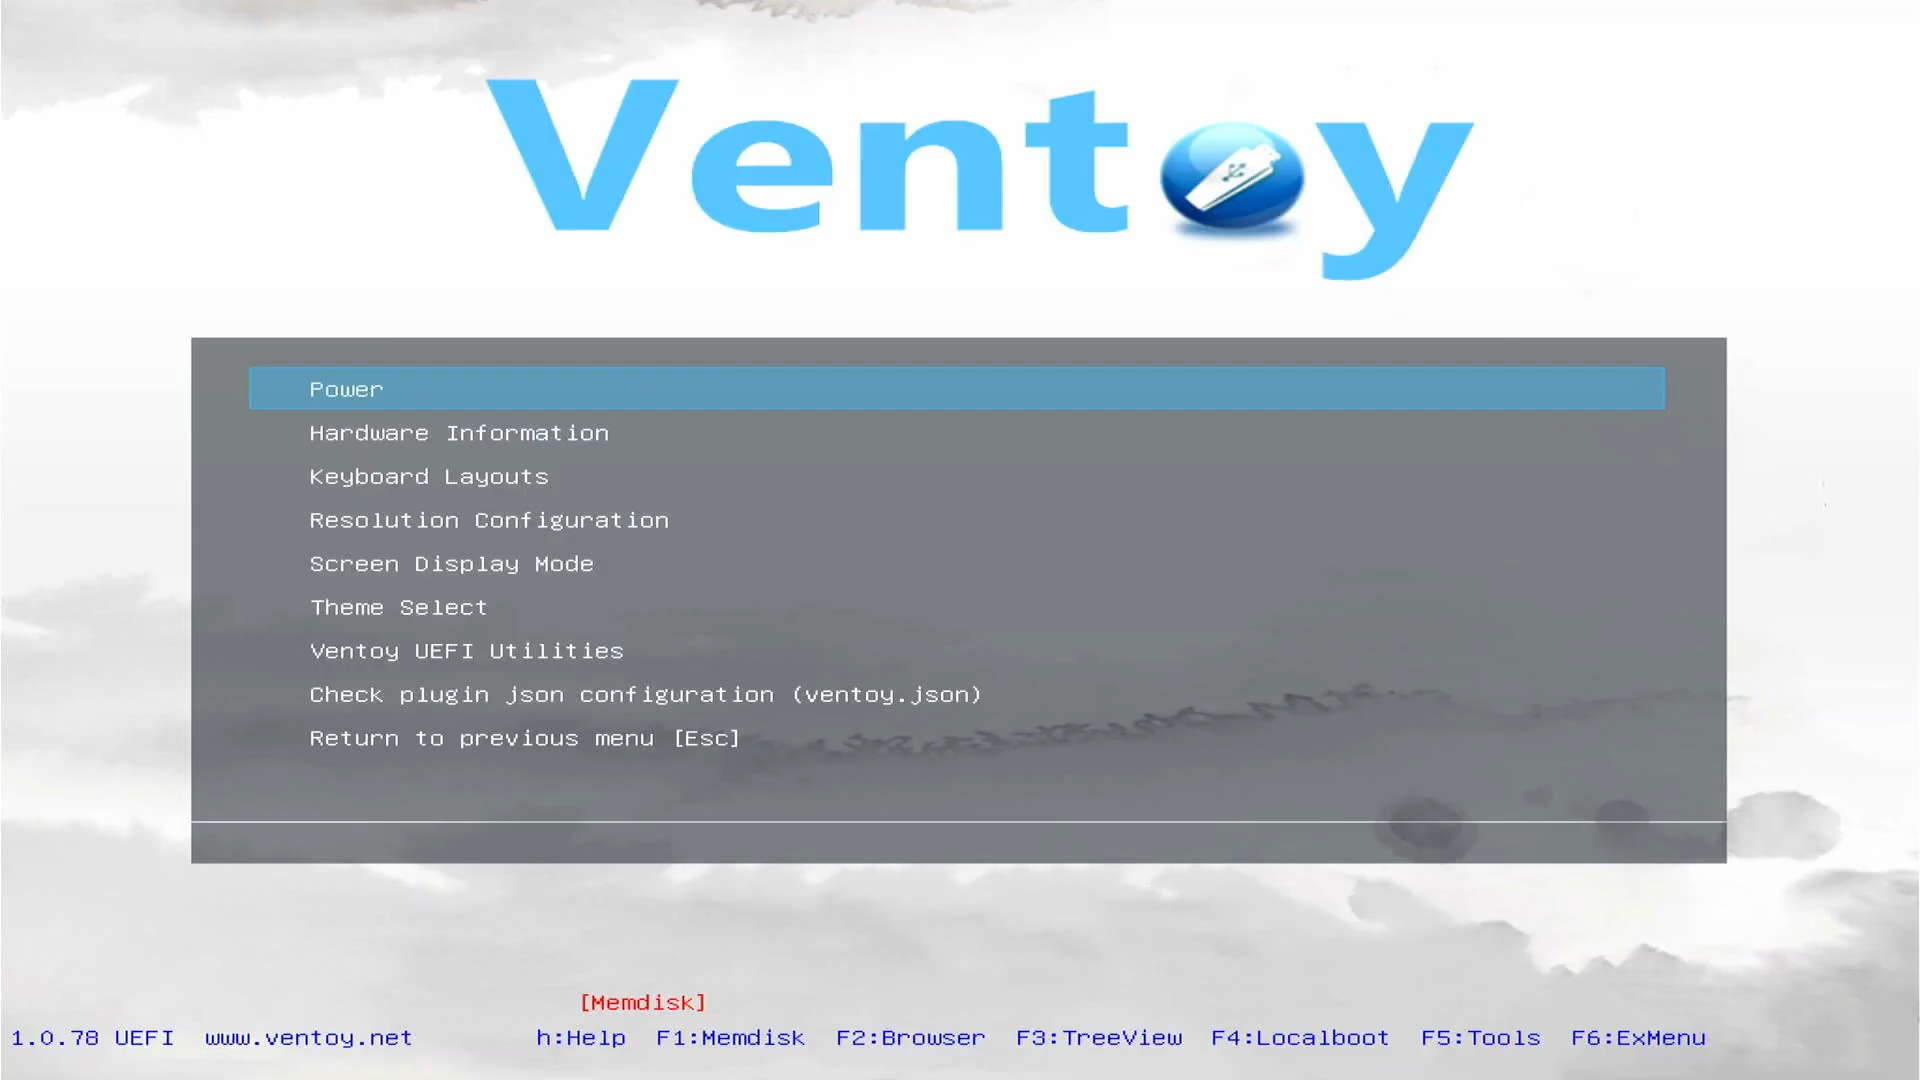 Ventoy
Power
Hardware Information
Keyboard Layouts
Resolution Configuration
Screen Display Mode
Theme Select
Ventoy UEFI Utilities
Check plugin json configuration (ventoy.json)
Return to previous menu [Esc]
[Memdisk]
1.0.78 UEFI www.ventoy.net h:Help F1:Memdisk F2:Browser F3:TreeView F4:Localboot F5:Tools F6:ExMenu